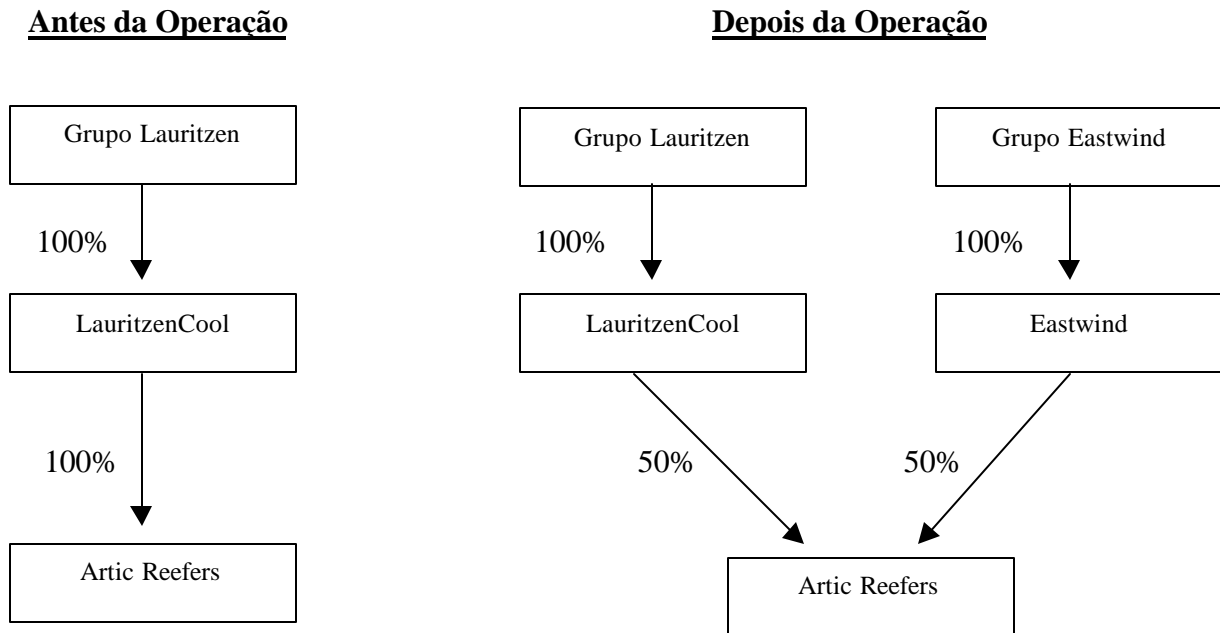 Antes da Operação
Grupo Lauritzen
100%
LauritzenCool
100%
Artic Reefers
Depois da Operação
Grupo Lauritzen
Grupo Eastwind
100%
100%
LauritzenCool
Eastwind
50%
50%
Artic Reefers